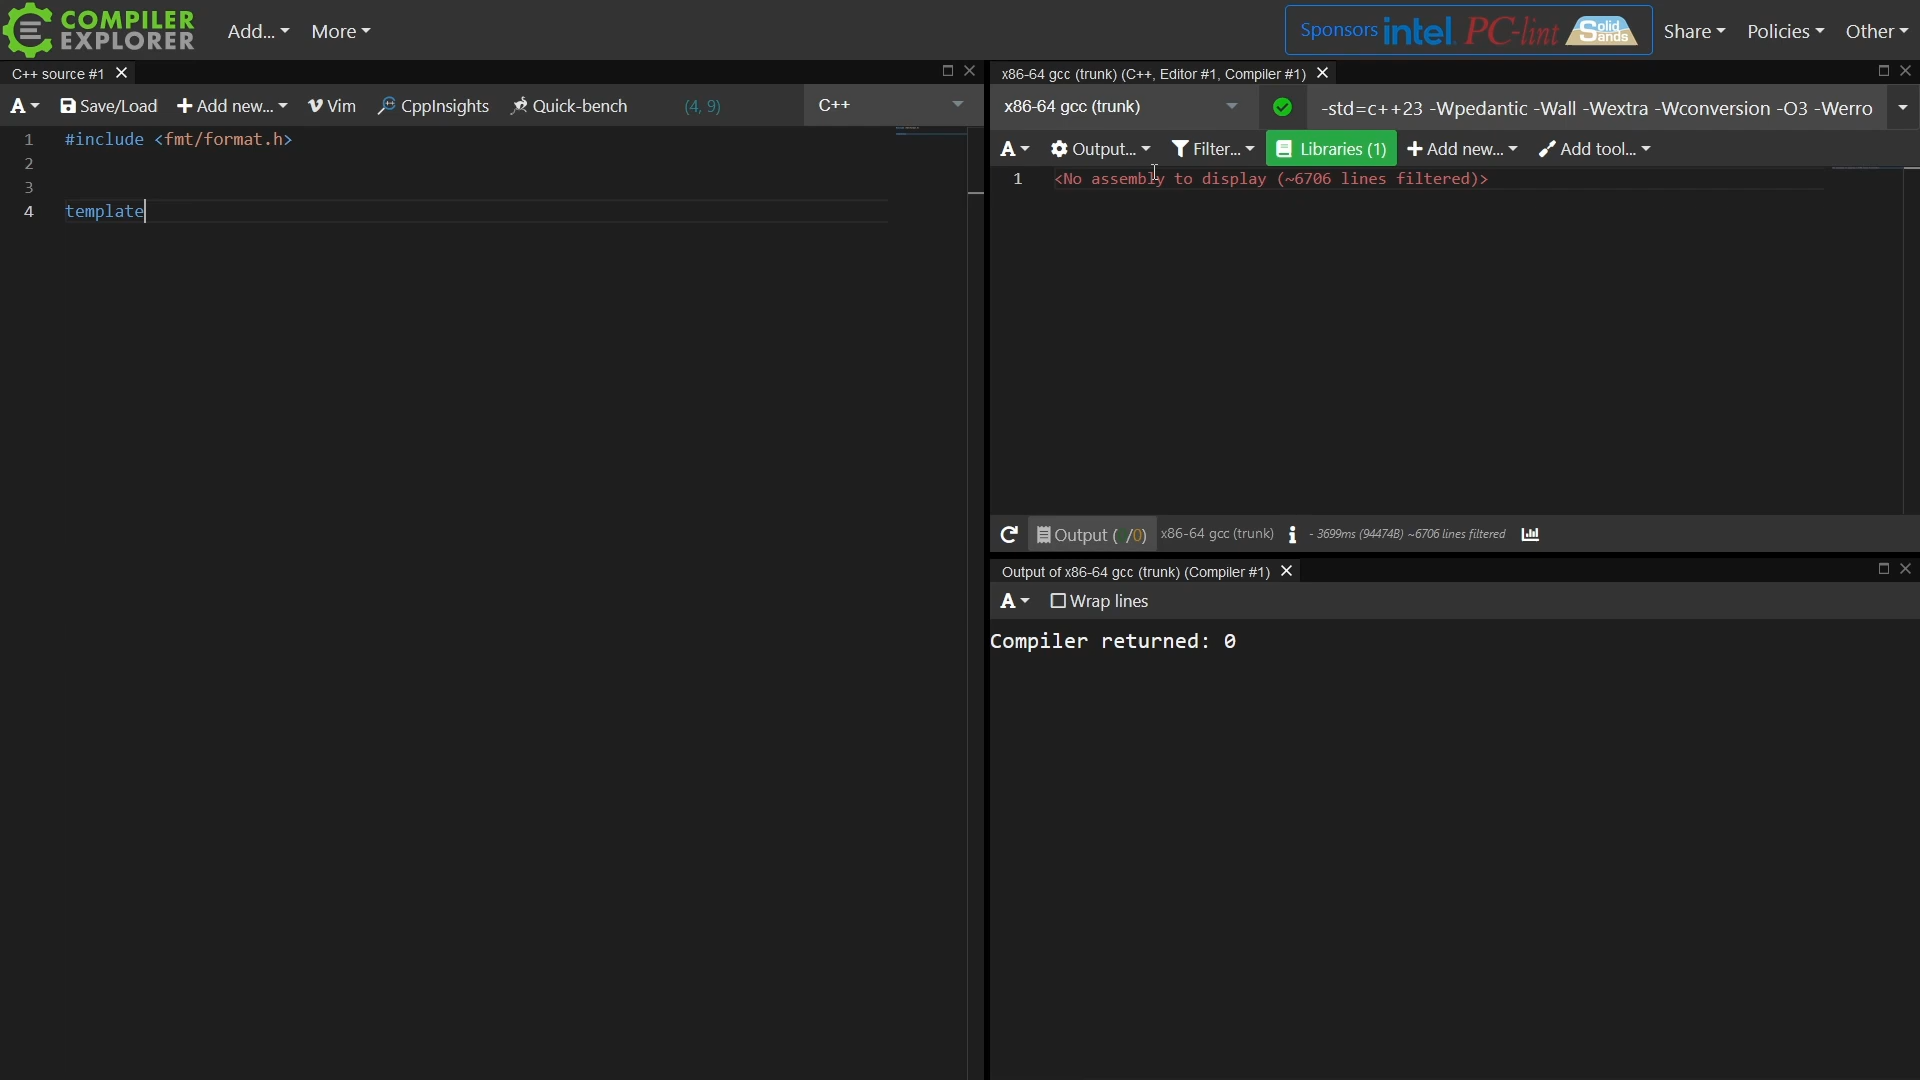 COMPILER
EXPLORER
Add...
More
Sponsors intel PC-lint Solid Sands
Share
Policies
Other
C++ source #1
A
Save/Load
Add new...
Vim
CppInsights
Quick-bench
(4, 9)
C++
1 #include <fmt/format.h>
2
3
4 template
x86-64 gcc (trunk) (C++, Editor #1, Compiler #1)
x86-64 gcc (trunk)
-std=c++23 -Wpedantic -Wall -Wextra -Wconversion -O3 -Werro
A
Output...
Filter...
Libraries (1)
Add new...
Add tool...
1 <No assembly to display (~6706 lines filtered)>
Output ( /0)
x86-64 gcc (trunk)
- 3699ms (94474B) ~6706 lines filtered
Output of x86-64 gcc (trunk) (Compiler #1)
A
Wrap lines
Compiler returned: 0